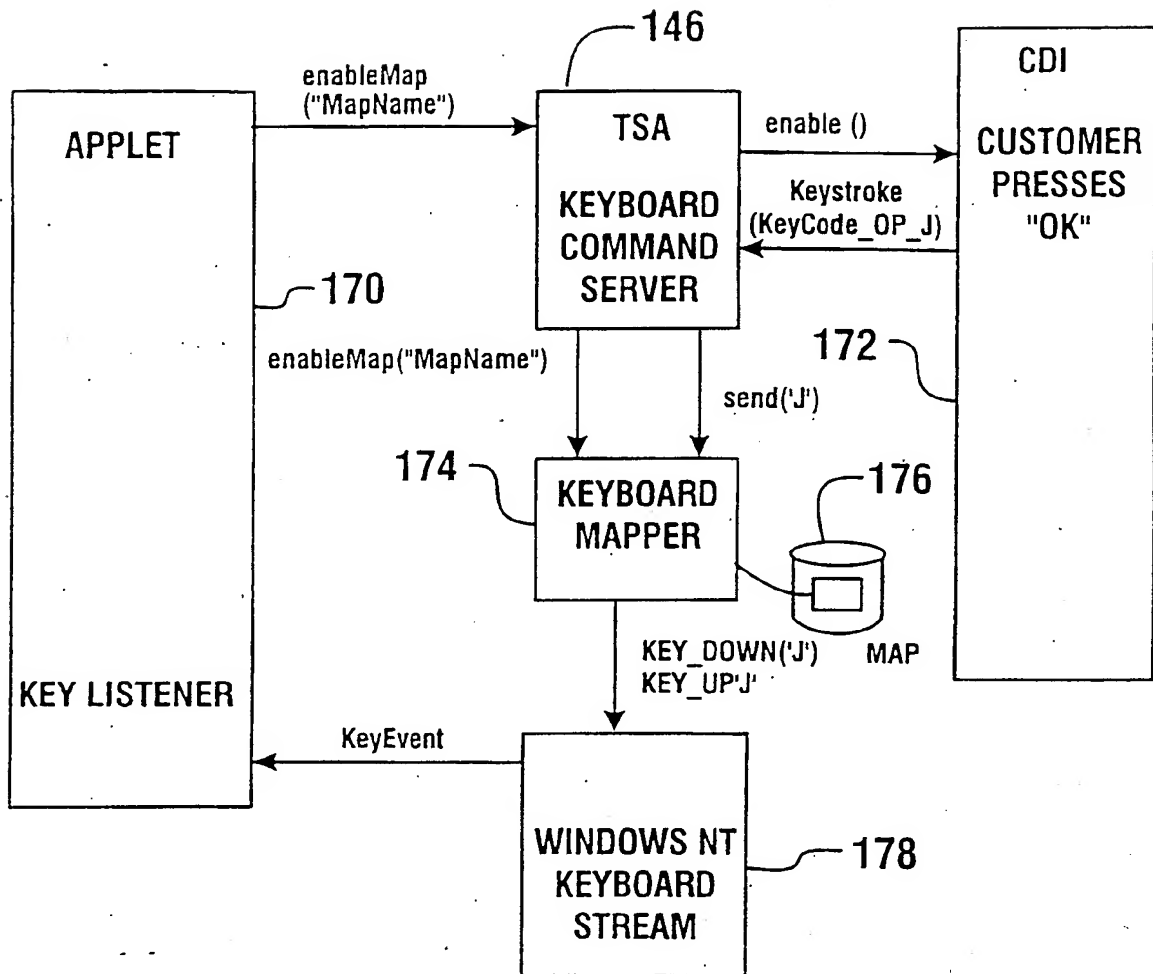 146
enableMap
("MapName")
APPLET
TSA
KEYBOARD
COMMAND
SERVER
enable ()
Keystroke
(KeyCode_OP_J)
CDI
CUSTOMER
PRESSES
"OK"
170
172
enableMap("MapName")
send('J')
174
KEYBOARD
MAPPER
176
MAP
KEY_DOWN('J')
KEY_UP'J'
KEY LISTENER
KeyEvent
WINDOWS NT
KEYBOARD
STREAM
178